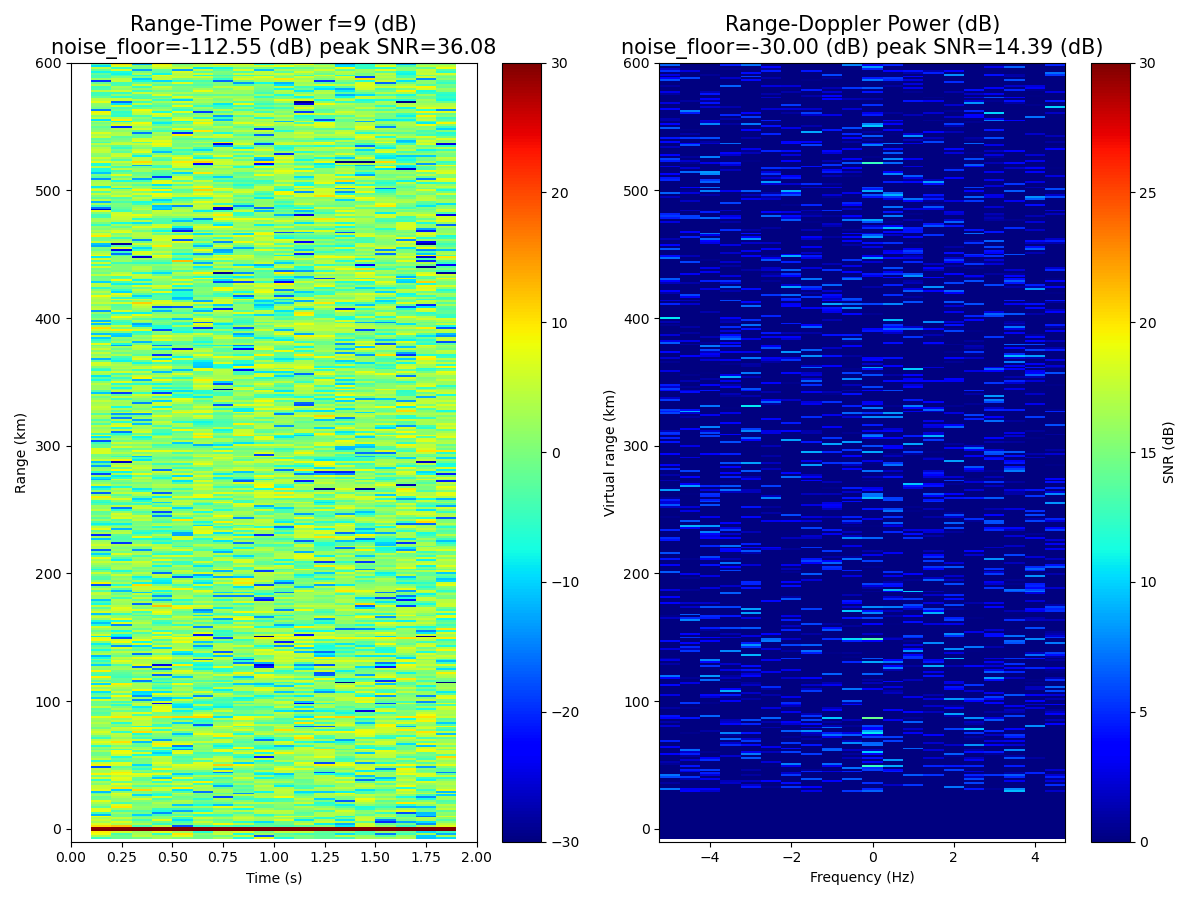 Range-Time Power f=9 (dB)
noise_floor=-112.55 (dB) peak SNR=36.08
600
500
400
300
200
100
0
Range (km)
0.00 0.25 0.50 0.75 1.00 1.25 1.50 1.75 2.00
Time (s)
30
20
10
0
−10
−20
−30
Range-Doppler Power (dB)
noise_floor=-30.00 (dB) peak SNR=14.39 (dB)
600
500
400
300
200
100
0
Virtual range (km)
−4 −2 0 2 4
Frequency (Hz)
30
25
20
15
10
5
0
SNR (dB)